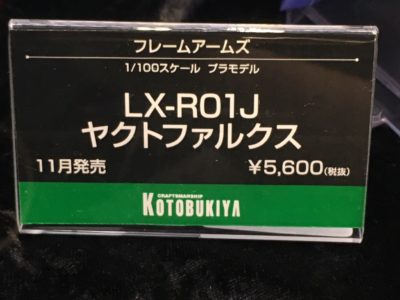 フレームアームズ
1/100スケール プラモデル
LX-R01J
ヤクトファルクス
11月発売 ¥5,600(税抜)
CRAFTSMANSHIP
KOTOBUKIYA